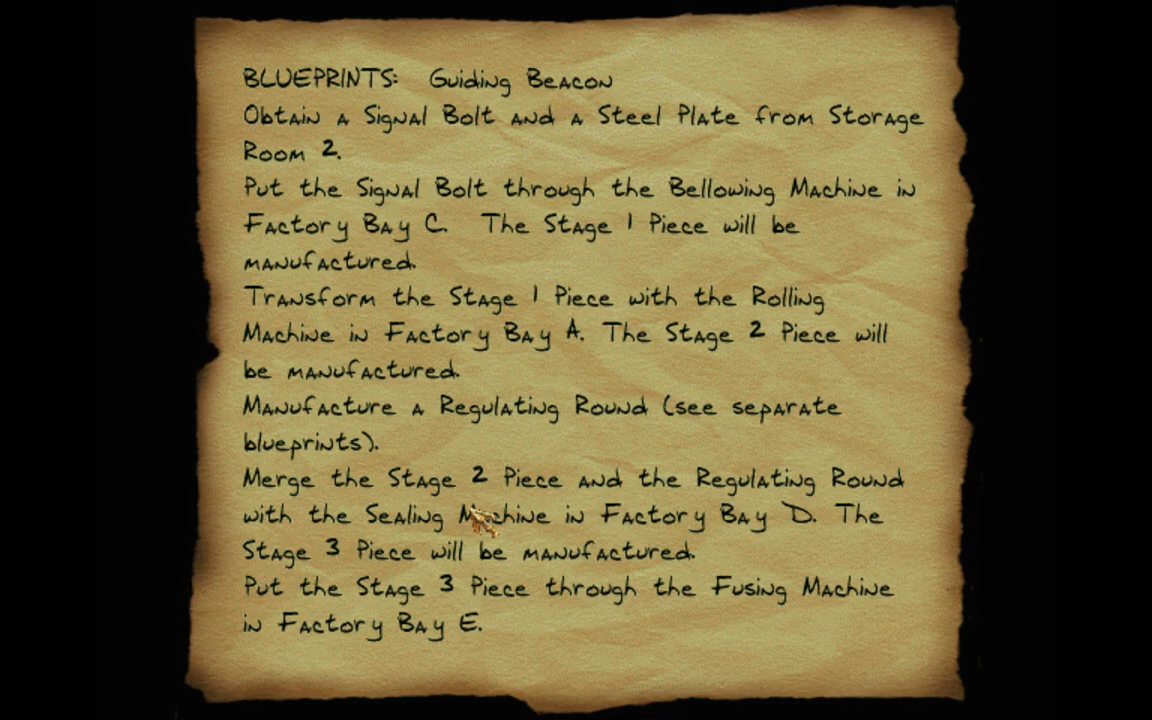 BLUEPRINTS: Guiding Beacon
Obtain a Signal Bolt and a Steel Plate from Storage
Room 2.
Put the Signal Bolt through the Bellowing Machine in
Factory Bay C. The Stage 1 Piece will be
manufactured.
Transform the Stage 1 Piece with the Rolling
Machine in Factory Bay A. The Stage 2 Piece will
be manufactured.
Manufacture a Regulating Round (see separate
blueprints).
Merge the Stage 2 Piece and the Regulating Round
with the Sealing Machine in Factory Bay D. The
Stage 3 Piece will be manufactured.
Put the Stage 3 Piece through the Fusing Machine
in Factory Bay E.